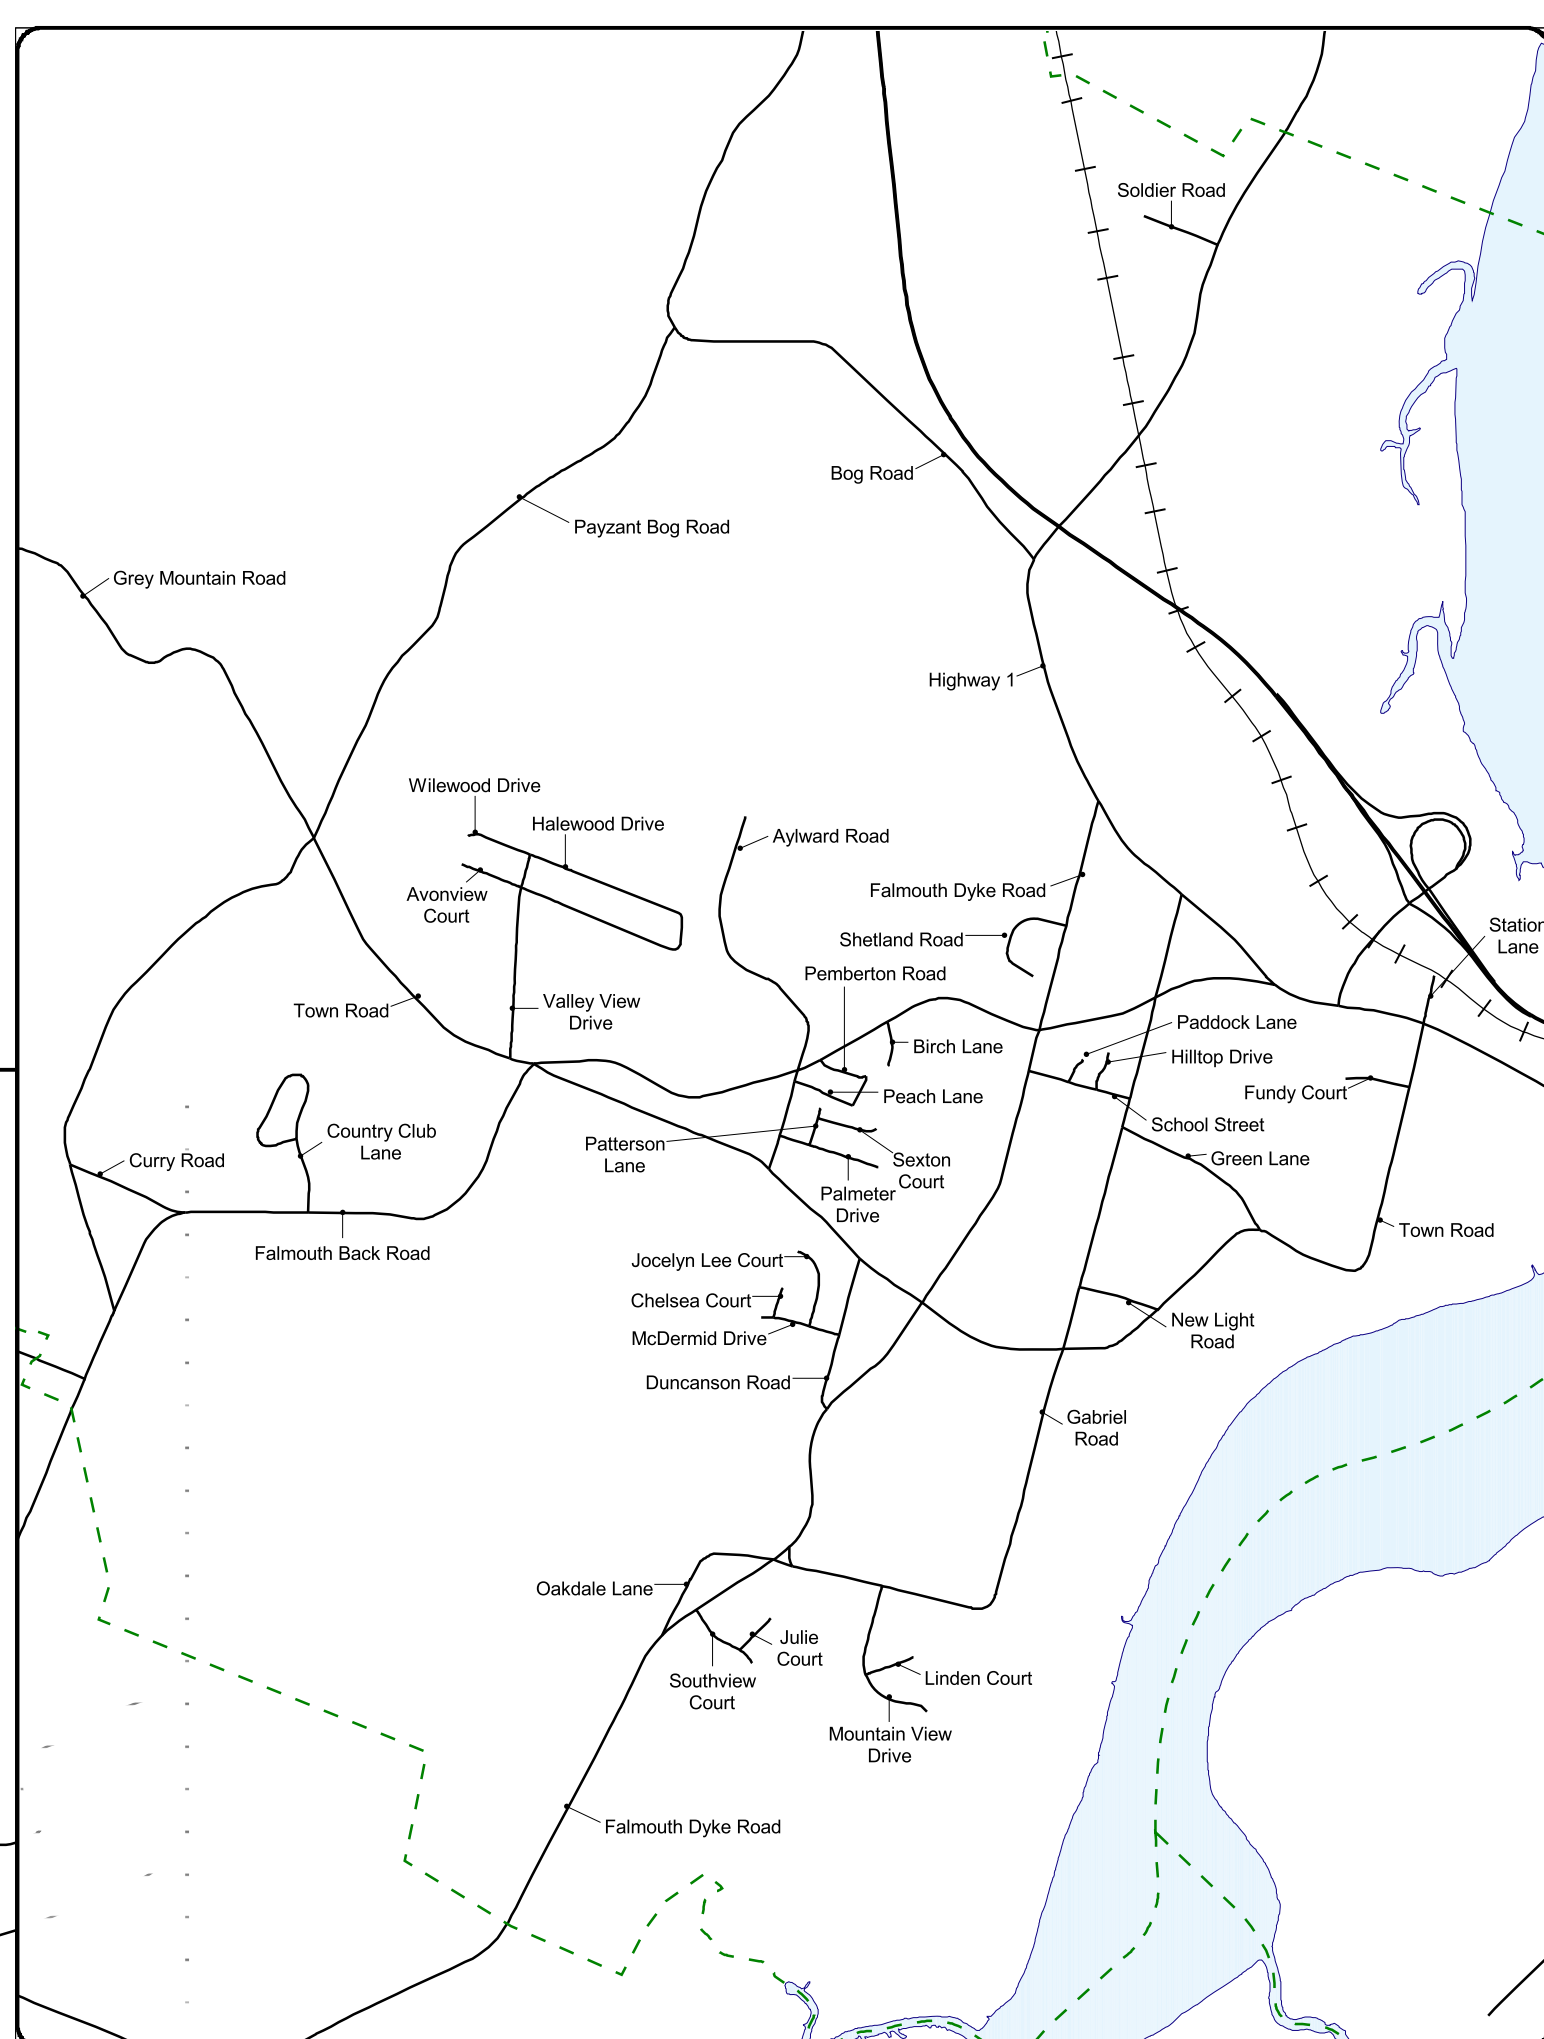 Soldier Road
Bog Road
Payzant Bog Road
Grey Mountain Road
Highway 1
Wilewood Drive
Halewood Drive
Aylward Road
Avonview
Court
Falmouth Dyke Road
Shetland Road
Station
Lane
Pemberton Road
Town Road
Valley View
Drive
Paddock Lane
Birch Lane
Hilltop Drive
Fundy Court
Peach Lane
School Street
Country Club
Lane
Patterson
Lane
Curry Road
Sexton
Court
Green Lane
Palmeter
Drive
Town Road
Falmouth Back Road
Jocelyn Lee Court
Chelsea Court
New Light
Road
McDermid Drive
Duncanson Road
Gabriel
Road
Oakdale Lane
Julie
Court
Southview
Court
Linden Court
Mountain View
Drive
Falmouth Dyke Road